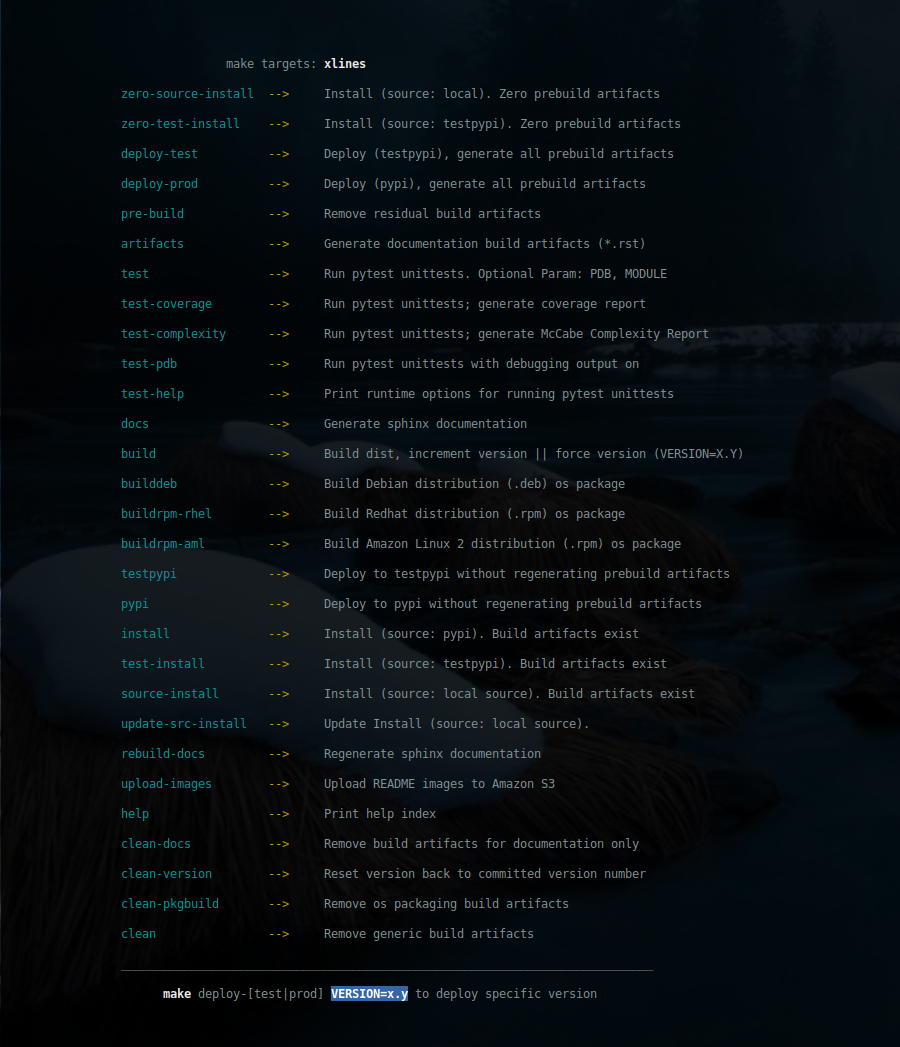 make targets: xlines
zero-source-install --> Install (source: local). Zero prebuild artifacts
zero-test-install --> Install (source: testpypi). Zero prebuild artifacts
deploy-test --> Deploy (testpypi), generate all prebuild artifacts
deploy-prod --> Deploy (pypi), generate all prebuild artifacts
pre-build --> Remove residual build artifacts
artifacts --> Generate documentation build artifacts (*.rst)
test --> Run pytest unittests. Optional Param: PDB, MODULE
test-coverage --> Run pytest unittests; generate coverage report
test-complexity --> Run pytest unittests; generate McCabe Complexity Report
test-pdb --> Run pytest unittests with debugging output on
test-help --> Print runtime options for running pytest unittests
docs --> Generate sphinx documentation
build --> Build dist, increment version || force version (VERSION=X.Y)
builddeb --> Build Debian distribution (.deb) os package
buildrpm-rhel --> Build Redhat distribution (.rpm) os package
buildrpm-aml --> Build Amazon Linux 2 distribution (.rpm) os package
testpypi --> Deploy to testpypi without regenerating prebuild artifacts
pypi --> Deploy to pypi without regenerating prebuild artifacts
install --> Install (source: pypi). Build artifacts exist
test-install --> Install (source: testpypi). Build artifacts exist
source-install --> Install (source: local source). Build artifacts exist
update-src-install --> Update Install (source: local source).
rebuild-docs --> Regenerate sphinx documentation
upload-images --> Upload README images to Amazon S3
help --> Print help index
clean-docs --> Remove build artifacts for documentation only
clean-version --> Reset version back to committed version number
clean-pkgbuild --> Remove os packaging build artifacts
clean --> Remove generic build artifacts
make deploy-[test|prod] VERSION=x.y to deploy specific version